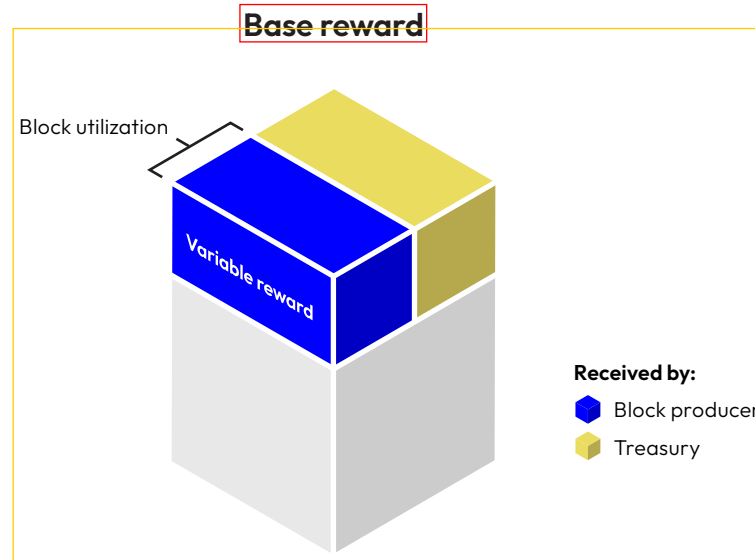 Base reward
Block utilization
Variable reward
Received by:
Block producer
Treasury